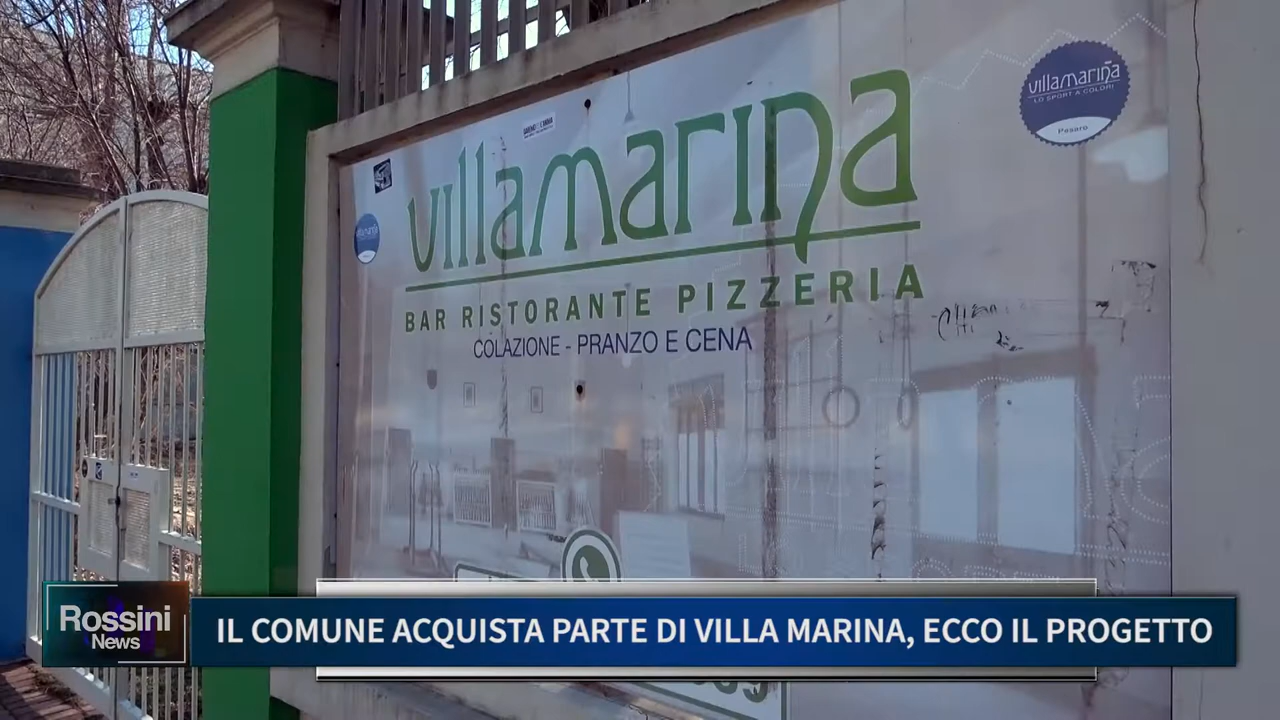 villamarina
BAR RISTORANTE PIZZERIA
COLAZIONE - PRANZO E CENA
villamarina
LO SPORT A COLORI
Pesaro
Rossini
News
IL COMUNE ACQUISTA PARTE DI VILLA MARINA, ECCO IL PROGETTO